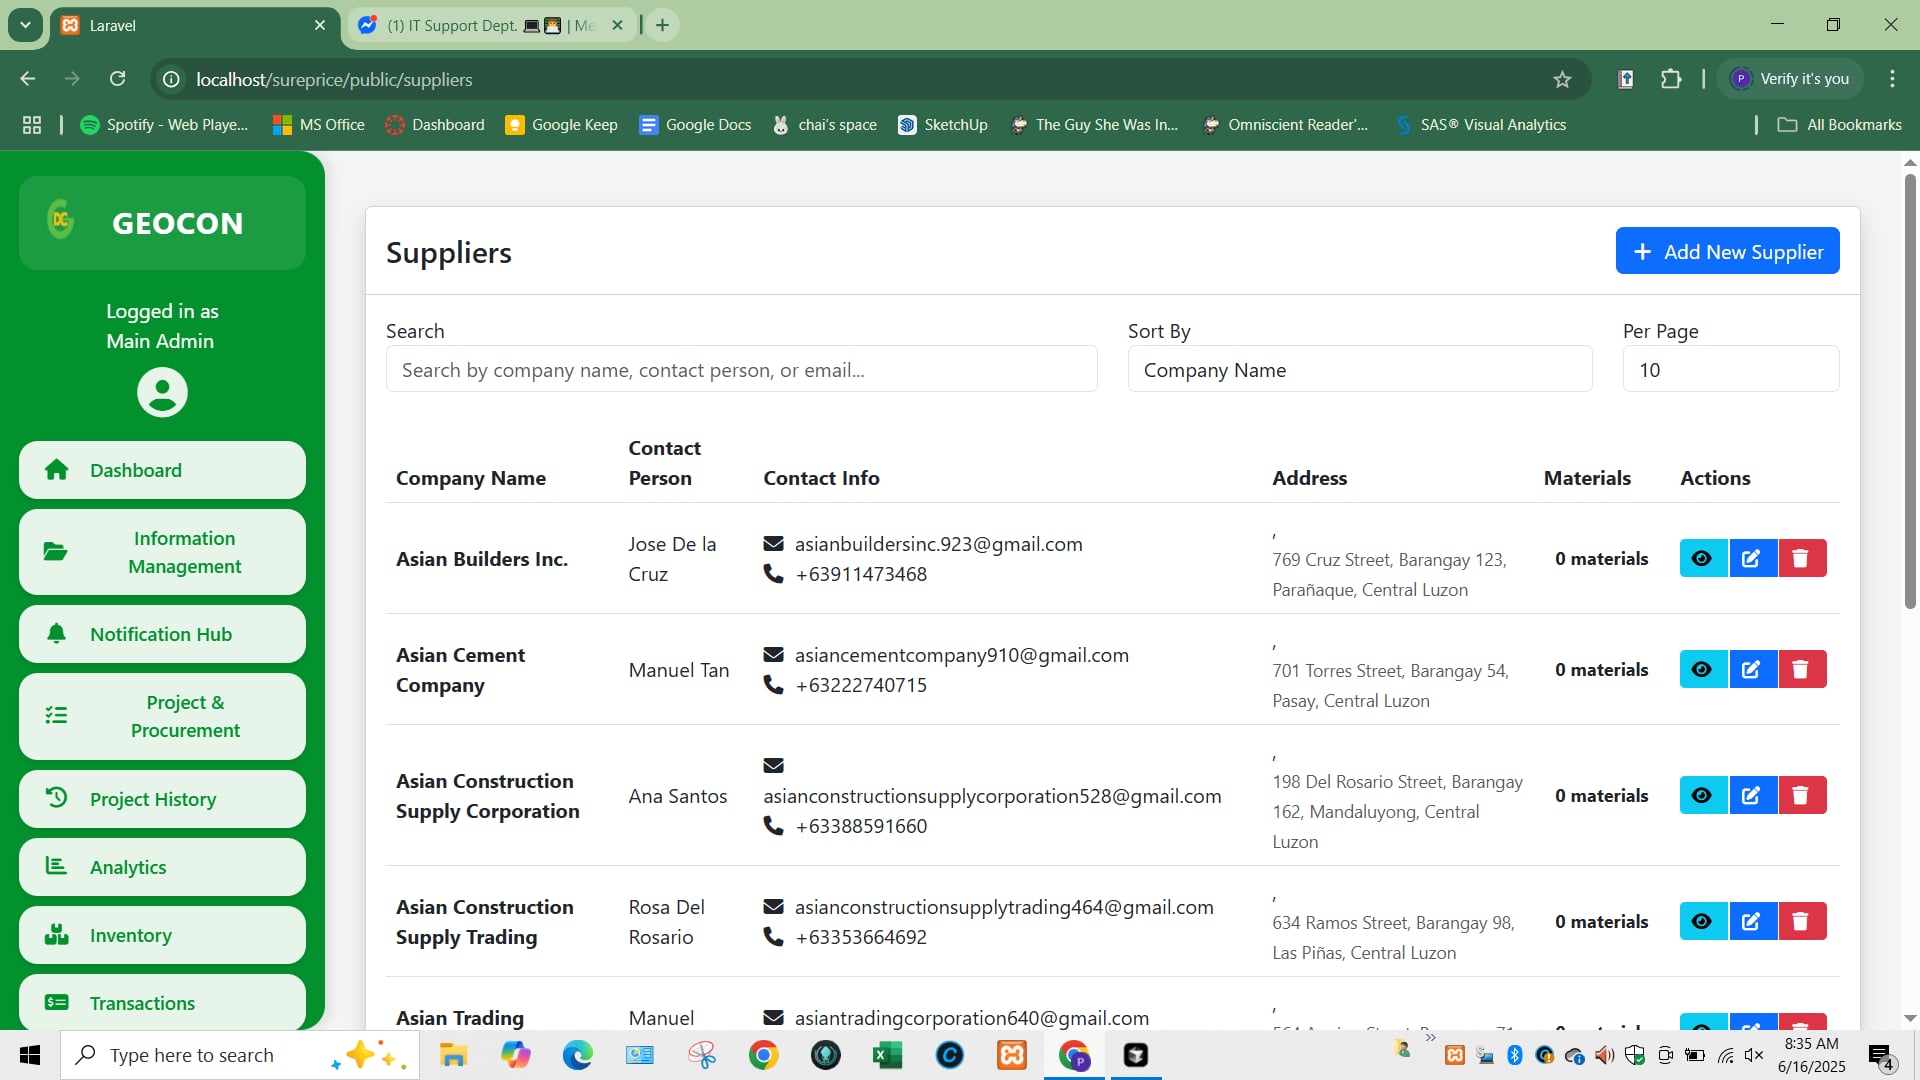 Laravel
(1) IT Support Dept. 💻👨‍💻 | Me
localhost/sureprice/public/suppliers
P
Verify it's you
Spotify - Web Playe...
MS Office
Dashboard
Google Keep
Google Docs
chai's space
SketchUp
The Guy She Was In...
Omniscient Reader'...
SAS® Visual Analytics
All Bookmarks
DC
GEOCON
Logged in as
Main Admin
Dashboard
Information
Management
Notification Hub
Project &
Procurement
Project History
Analytics
Inventory
Transactions
Suppliers
+ Add New Supplier
Search
Sort By
Per Page
Search by company name, contact person, or email...
Company Name
10
Company Name
Contact
Person
Contact Info
Address
Materials
Actions
Asian Builders Inc.
Jose De la
Cruz
asianbuildersinc.923@gmail.com
+63911473468
,
769 Cruz Street, Barangay 123,
Parañaque, Central Luzon
0 materials
Asian Cement
Company
Manuel Tan
asiancementcompany910@gmail.com
+63222740715
,
701 Torres Street, Barangay 54,
Pasay, Central Luzon
0 materials
Asian Construction
Supply Corporation
Ana Santos
asianconstructionsupplycorporation528@gmail.com
+63388591660
,
198 Del Rosario Street, Barangay
162, Mandaluyong, Central
Luzon
0 materials
Asian Construction
Supply Trading
Rosa Del
Rosario
asianconstructionsupplytrading464@gmail.com
+63353664692
,
634 Ramos Street, Barangay 98,
Las Piñas, Central Luzon
0 materials
Asian Trading
Manuel
asiantradingcorporation640@gmail.com
,
Type here to search
8:35 AM
6/16/2025
4